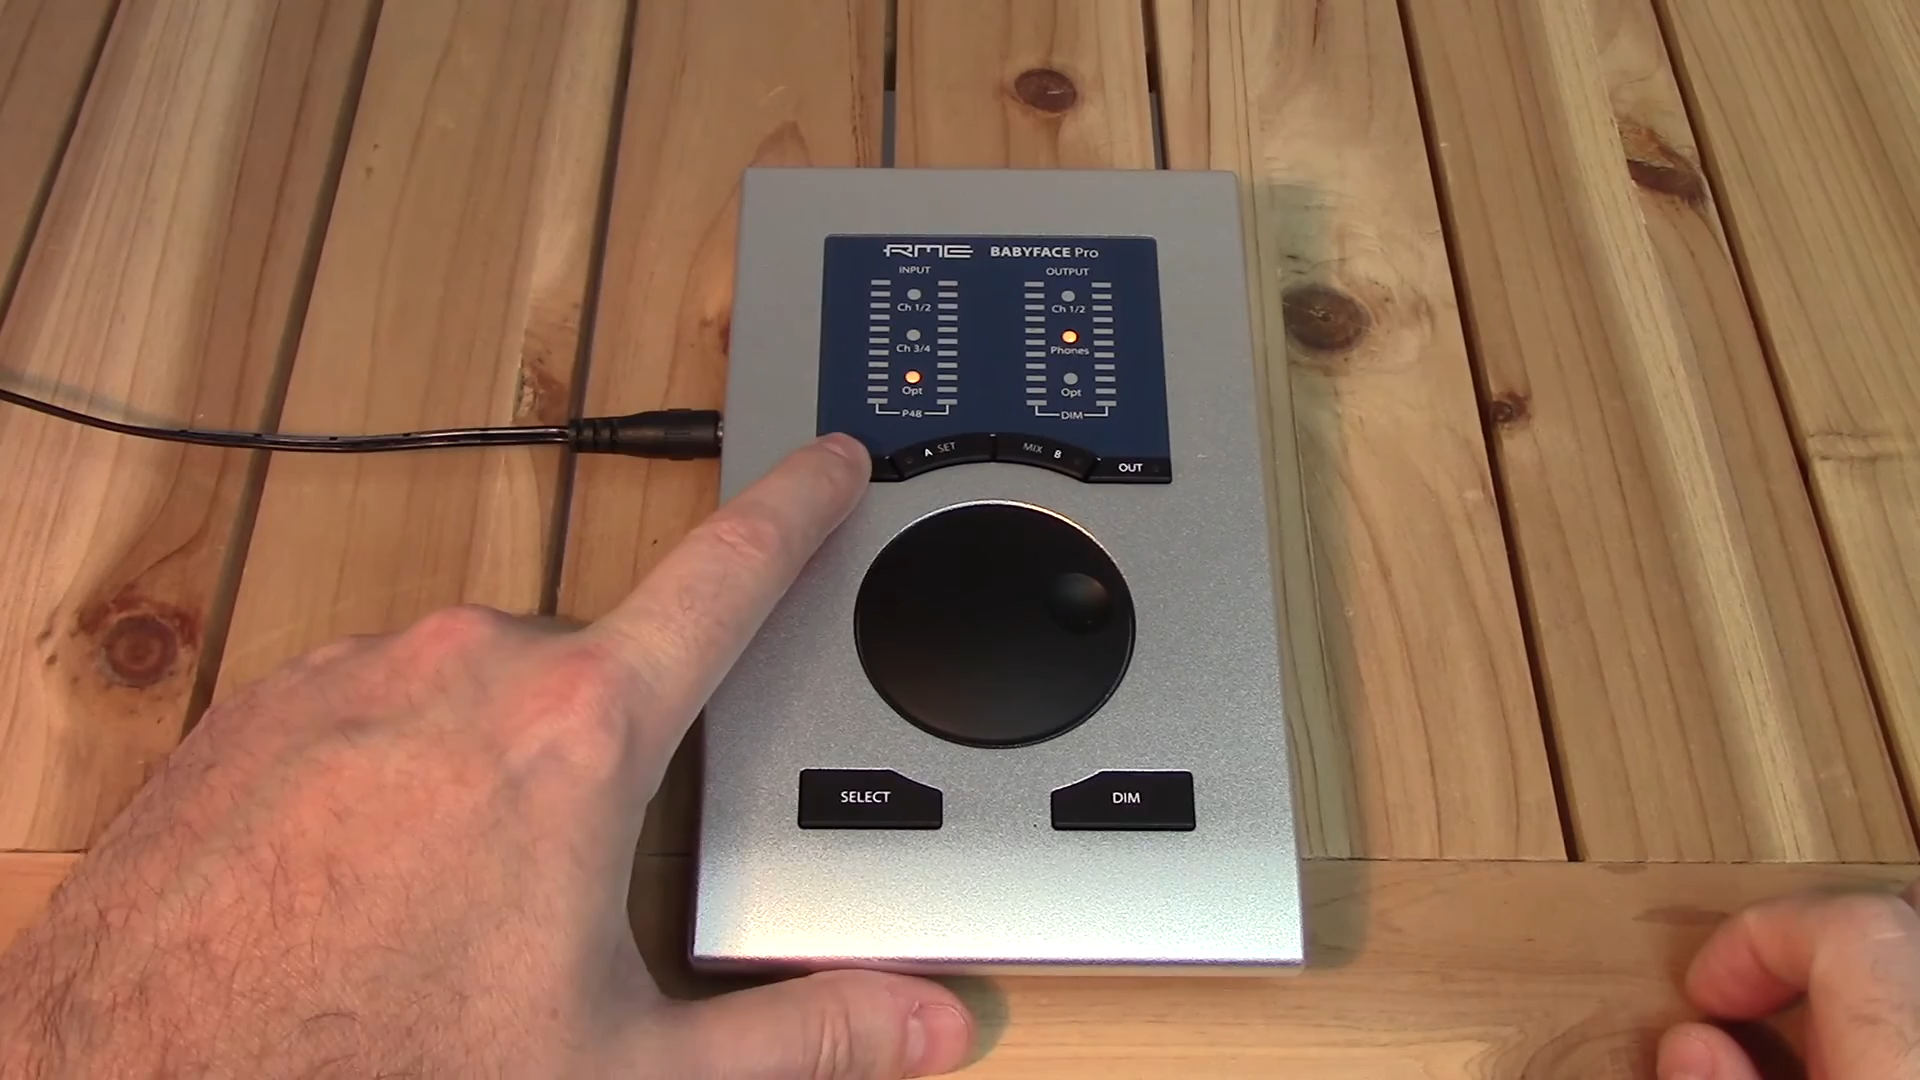 RME BABYFACE Pro
INPUT OUTPUT
Ch 1/2 Ch 1/2
Ch 3/4 Phones
Opt Opt
P48 DIM
A SET MIX B
OUT
SELECT DIM